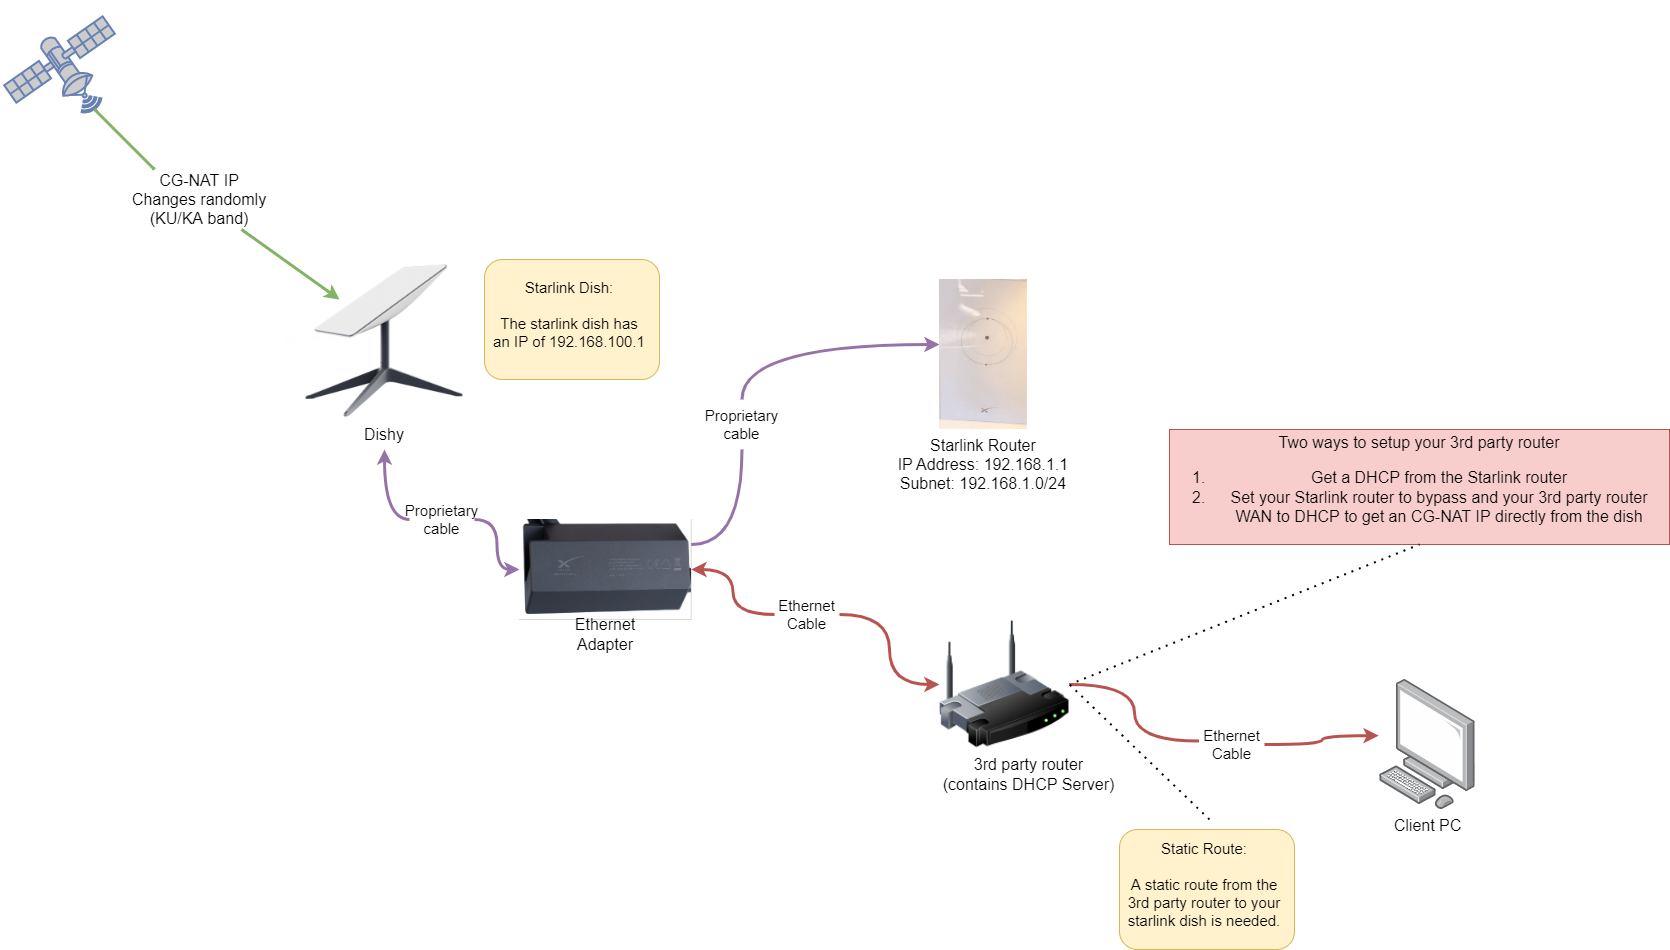 CG-NAT IP
Changes randomly
(KU/KA band)
Starlink Dish:
The starlink dish has
an IP of 192.168.100.1
Dishy
Proprietary
cable
Proprietary
cable
Starlink Router
IP Address: 192.168.1.1
Subnet: 192.168.1.0/24
Two ways to setup your 3rd party router
1. Get a DHCP from the Starlink router
2. Set your Starlink router to bypass and your 3rd party router
WAN to DHCP to get an CG-NAT IP directly from the dish
Ethernet
Adapter
Ethernet
Cable
3rd party router
(contains DHCP Server)
Ethernet
Cable
Client PC
Static Route:
A static route from the
3rd party router to your
starlink dish is needed.